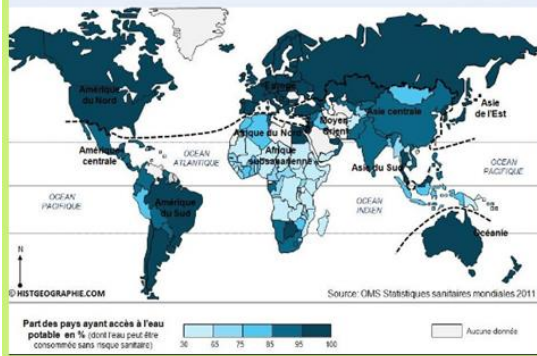 Amérique
du Nord
Europe
Asie centrale
Asie
de l'Est
Moyen-
orient
Afrique du Nord
Amérique
centrale
OCEAN
ATLANTIQUE
Afrique
subsaharienne
Asie du Sud
OCEAN
PACIFIQUE
OCEAN
PACIFIQUE
Amérique
du Sud
OCEAN
INDIEN
Océanie
N
© HISTGEOGRAPHIE.COM
Source: OMS Statistiques sanitaires mondiales 2011
Part des pays ayant accès à l'eau
potable en % (dont l'eau peut être
consommée sans risque sanitaire)
30 65 75 85 95 100
Aucune donnée